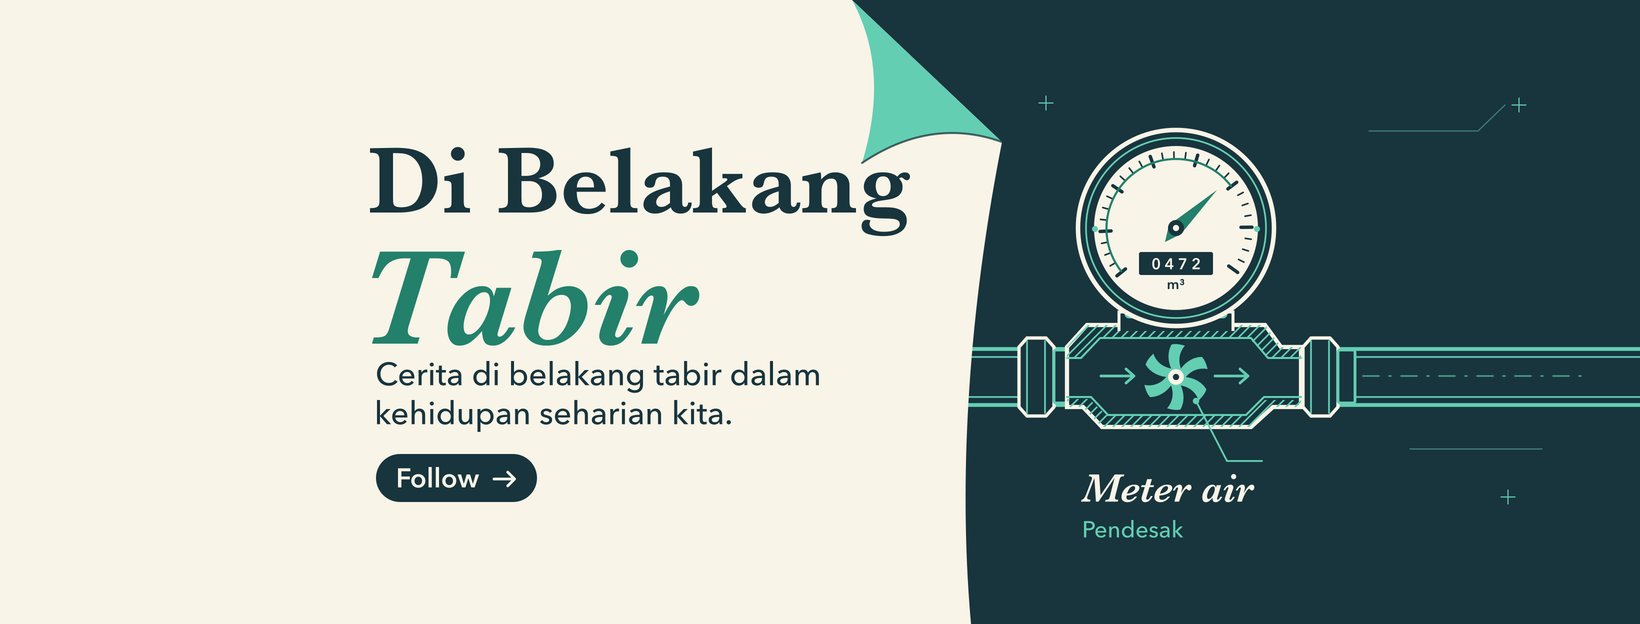 Di Belakang
Tabir
Cerita di belakang tabir dalam
kehidupan seharian kita.
Follow →
0472
m³
Meter air
Pendesak